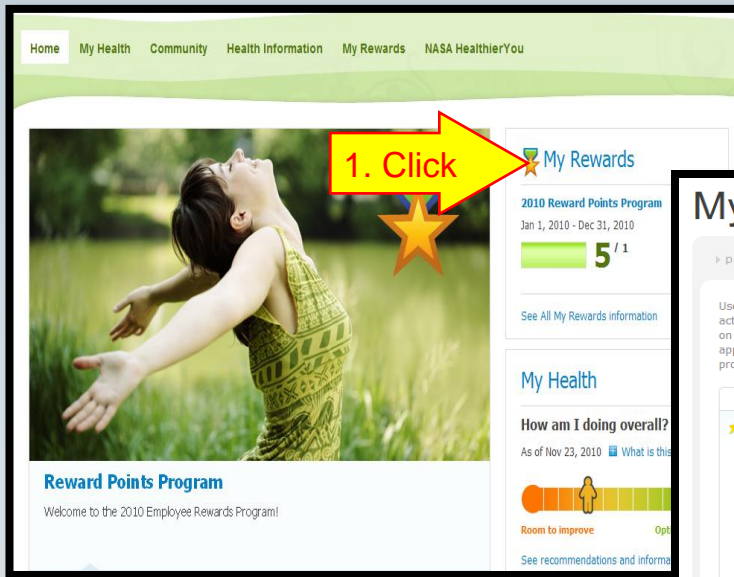 Home My Health Community Health Information My Rewards NASA HealthierYou
1. Click
My Rewards
2010 Reward Points Program
Jan 1, 2010 - Dec 31, 2010
5 / 1
See All My Rewards information
My Health
How am I doing overall?
As of Nov 23, 2010 What is this
Room to improve
See recommendations and
Reward Points Program
Welcome to the 2010 Employee Rewards Program!
My
on